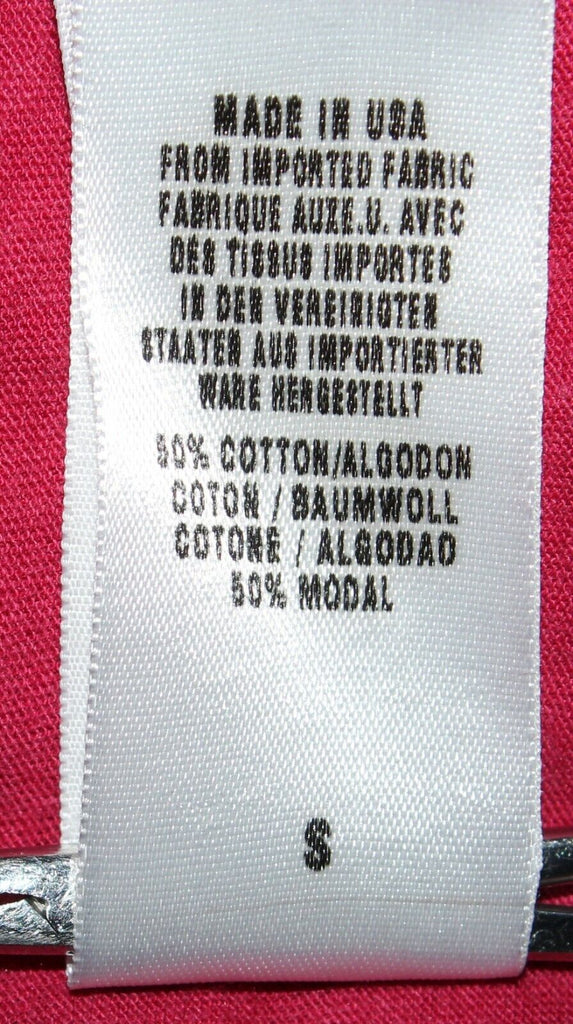 MADE IN USA
FROM IMPORTED FABRIC
FABRIQUE AUXE.U. AVEC
DES TISSUS IMPORTES
IN DEN VEREINIGTEN
STAATEN AUS IMPORTIERTER
WARE HERGESTELLT
50% COTTON/ALGODON
COTON / BAUMWOLL
COTONE / ALGODAO
50% MODAL
S